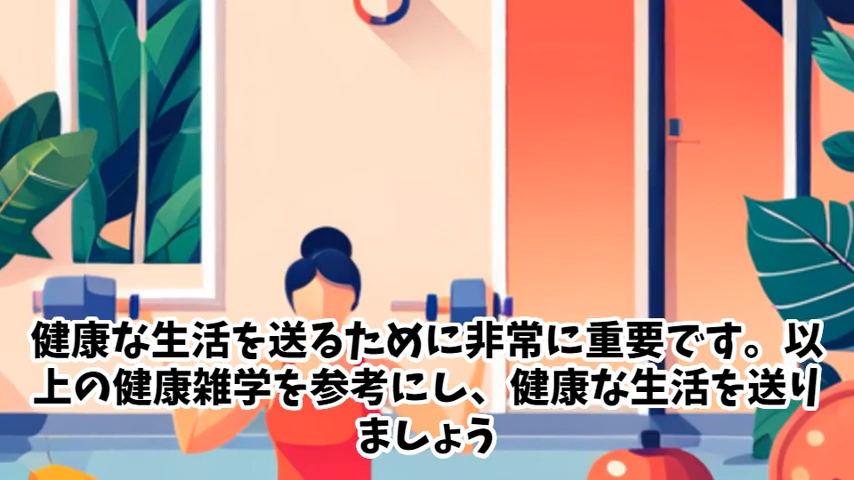 健康な生活を送るために非常に重要です。以
上の健康雑学を参考にし、健康な生活を送り
ましょう